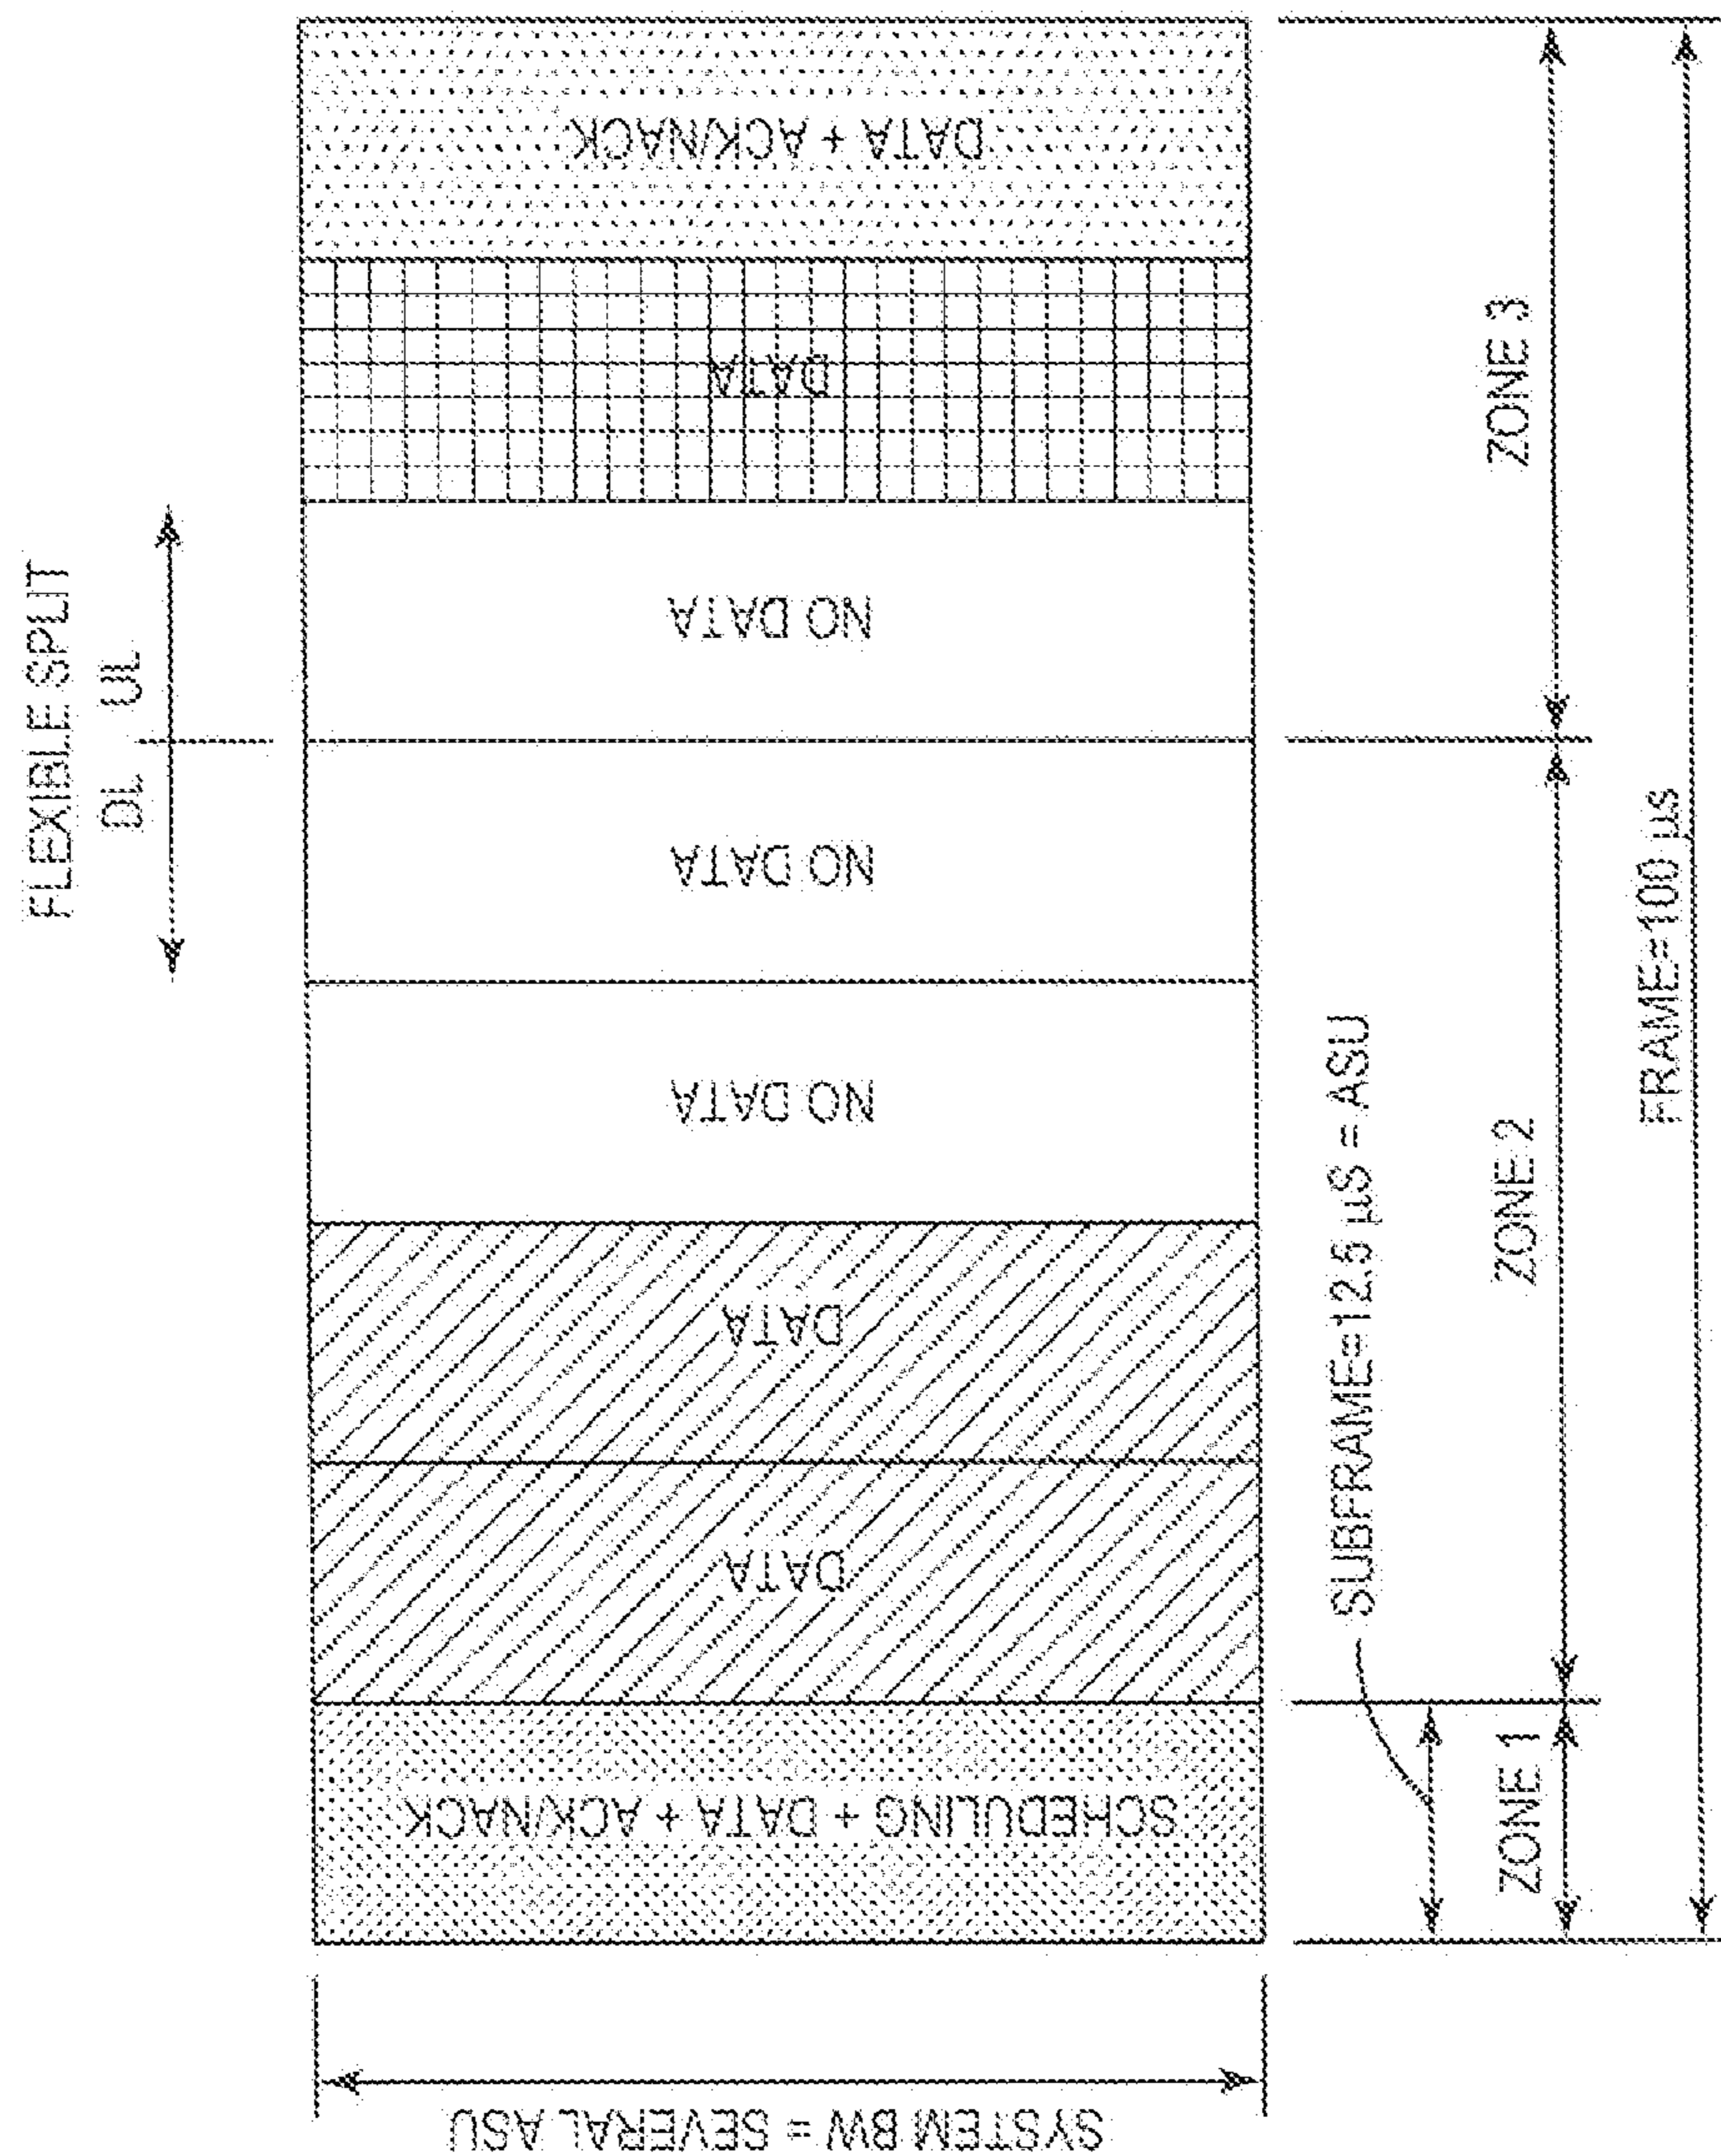 FLEXIBLE SPLIT
DL UL
SYSTEM BW = SEVERAL ASU
SCHEDULING + DATA + ACK/NACK
DATA
DATA
NO DATA
NO DATA
NO DATA
DATA
DATA + ACK/NACK
SUBFRAME=12.5 µS = ASU
ZONE 1
ZONE 2
ZONE 3
FRAME=100 µs